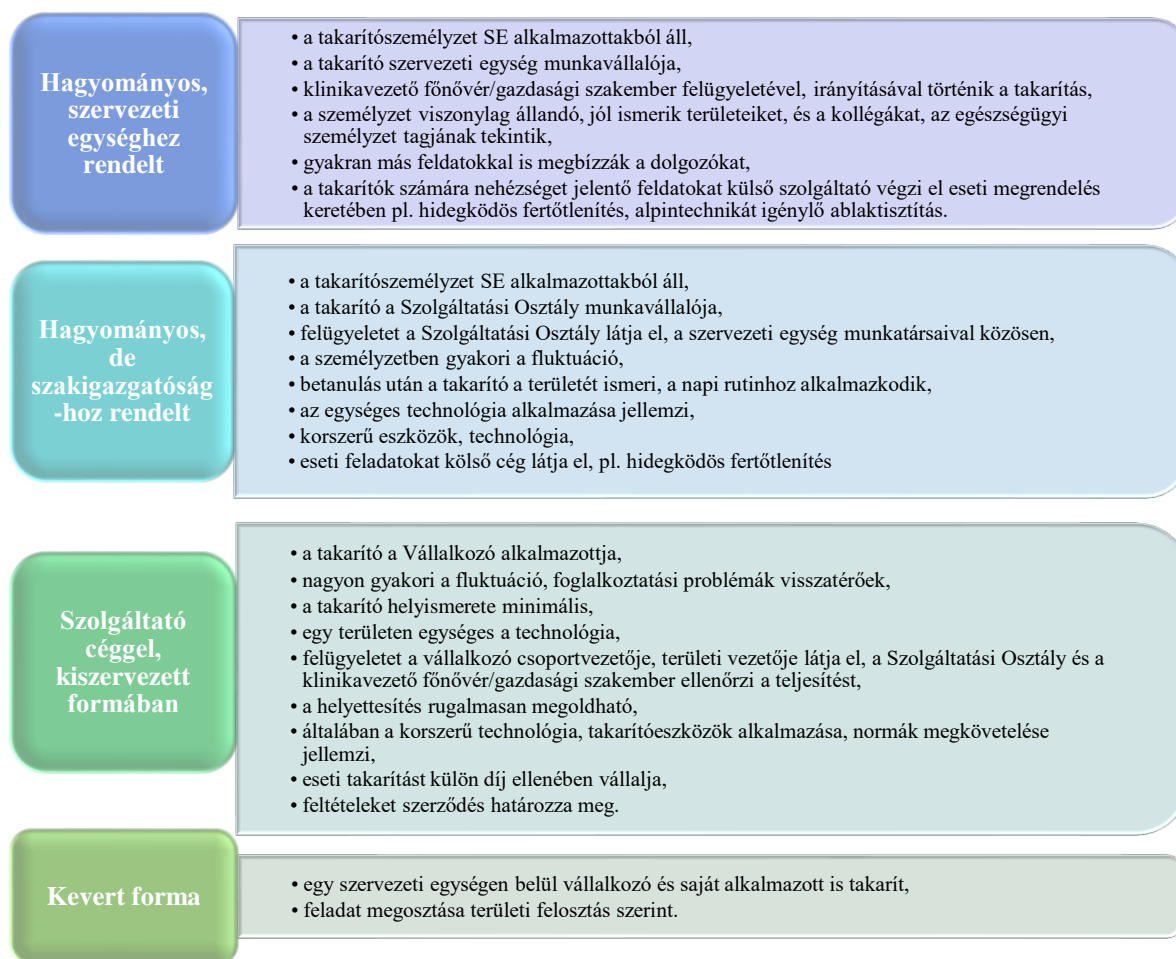 Hagyományos,
szervezeti
egységhez
rendelt
• a takarítószemélyzet SE alkalmazottakból áll,
• a takarító szervezeti egység munkavállalója,
• klinikavezető főnővér/gazdasági szakember felügyeletével, irányításával történik a takarítás,
• a személyzet viszonylag állandó, jól ismerik területeiket, és a kollégákat, az egészségügyi
személyzet tagjának tekintik,
• gyakran más feldatokkal is megbízzák a dolgozókat,
• a takarítók számára nehézséget jelentő feldatokat külső szolgáltató végzi el eseti megrendelés
keretében pl. hidegködös fertőtlenítés, alpintechnikát igénylő ablaktisztítás.
Hagyományos,
de
szakigazgatóság
-hoz rendelt
• a takarítószemélyzet SE alkalmazottakból áll,
• a takarító a Szolgáltatási Osztály munkavállalója,
• felügyeletet a Szolgáltatási Osztály látja el, a szervezeti egység munkatársaival közösen,
• a személyzetben gyakori a fluktuáció,
• betanulás után a takarító a területét ismeri, a napi rutinhoz alkalmazkodik,
• az egységes technológia alkalmazása jellemzi,
• korszerű eszközök, technológia,
• eseti feladatokat kölső cég látja el, pl. hidegködös fertőtlenítés
Szolgáltató
céggel,
kiszervezett
formában
• a takarító a Vállalkozó alkalmazottja,
• nagyon gyakori a fluktuáció, foglalkoztatási problémák visszatérőek,
• a takarító helyismerete minimális,
• egy területen egységes a technológia,
• felügyeletet a vállalkozó csoportvezetője, területi vezetője látja el, a Szolgáltatási Osztály és a
klinikavezető főnővér/gazdasági szakember ellenőrzi a teljesítést,
• a helyettesítés rugalmasan megoldható,
• általában a korszerű technológia, takarítóeszközök alkalmazása, normák megkövetelése
jellemzi,
• eseti takarítást külön díj ellenében vállalja,
• feltételeket szerződés határozza meg.
Kevert forma
• egy szervezeti egységen belül vállalkozó és saját alkalmazott is takarít,
• feladat megosztása területi felosztás szerint.